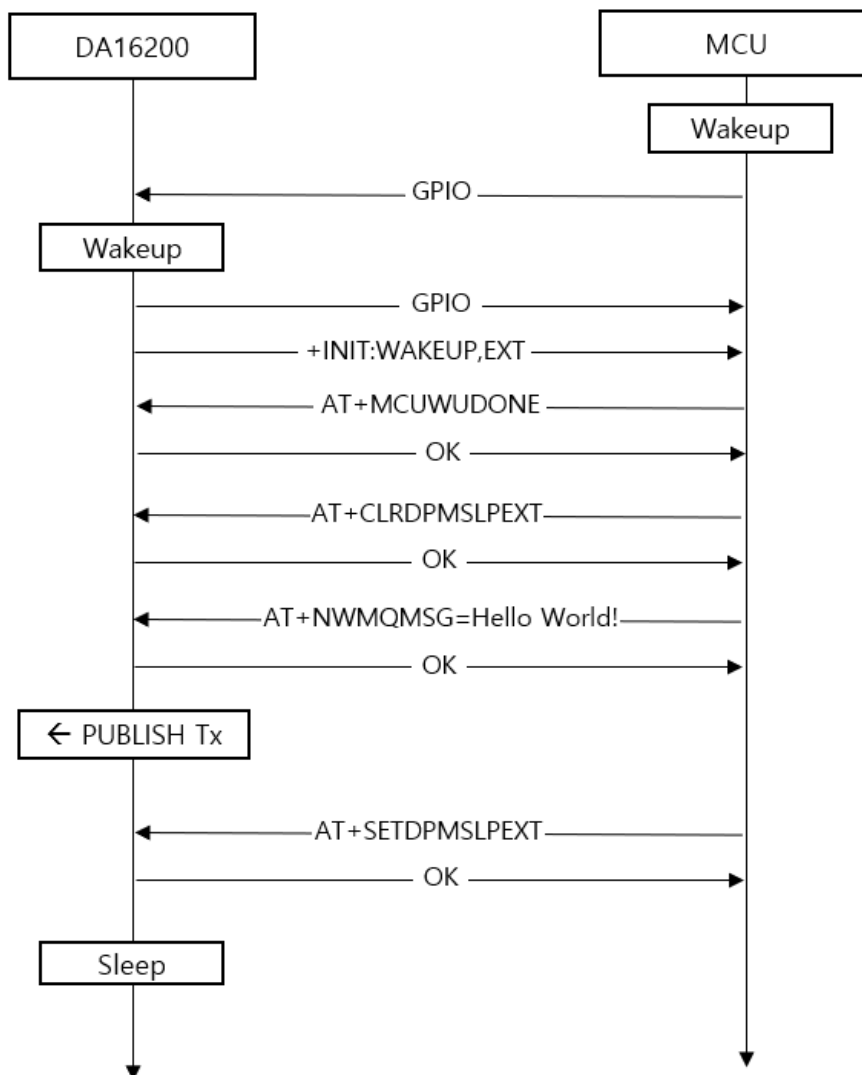 DA16200
MCU
Wakeup
GPIO
Wakeup
GPIO
+INIT:WAKEUP,EXT
AT+MCUWUDONE
OK
AT+CLRDPMSLPEXT
OK
AT+NWMQMSG=Hello World!
OK
← PUBLISH Tx
AT+SETDPMSLPEXT
OK
Sleep